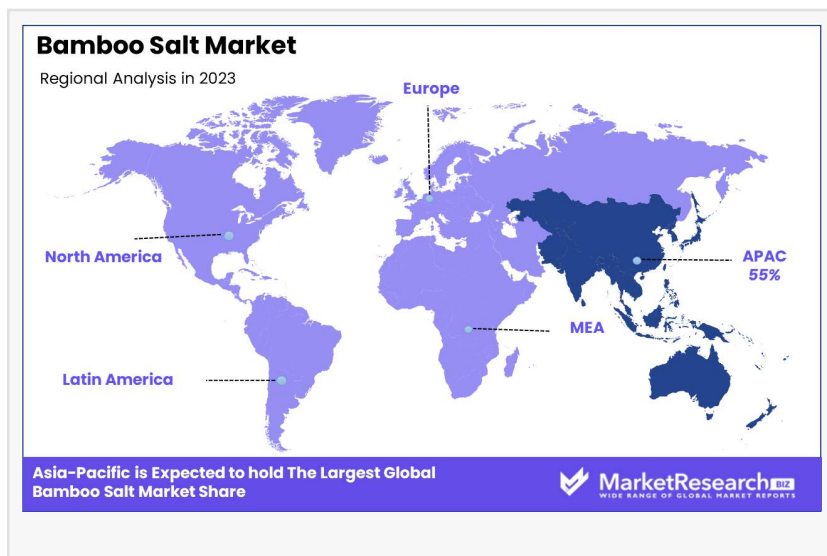 Bamboo Salt Market
Regional Analysis in 2023
Europe
North America
APAC
55%
MEA
Latin America
Asia-Pacific is Expected to hold The Largest Global
Bamboo Salt Market Share
MarketResearch BIZ
WIDE RANGE OF GLOBAL MARKET REPORTS